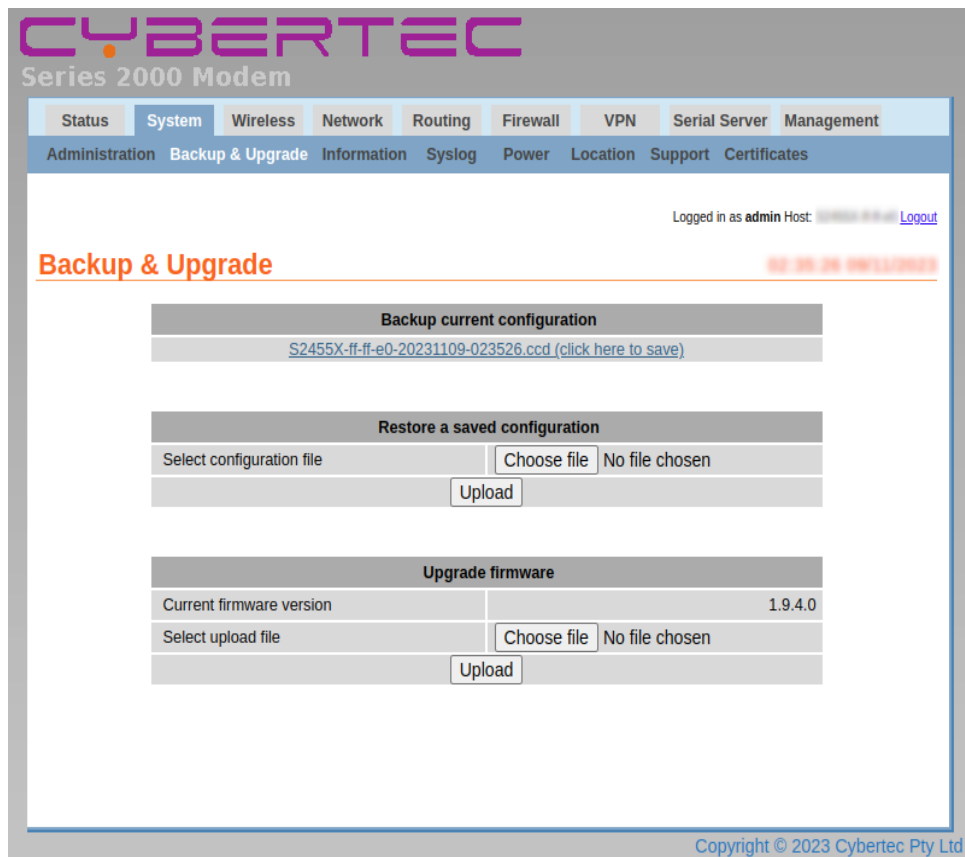 CYBERTEC
Series 2000 Modem
Status System Wireless Network Routing Firewall VPN Serial Server Management
Administration Backup & Upgrade Information Syslog Power Location Support Certificates
Logged in as admin Host: Logout
Backup & Upgrade
Backup current configuration
S2455X-ff-ff-e0-20231109-023526.ccd (click here to save)
Restore a saved configuration
Select configuration file Choose file No file chosen
Upload
Upgrade firmware
Current firmware version 1.9.4.0
Select upload file Choose file No file chosen
Upload
Copyright © 2023 Cybertec Pty Ltd